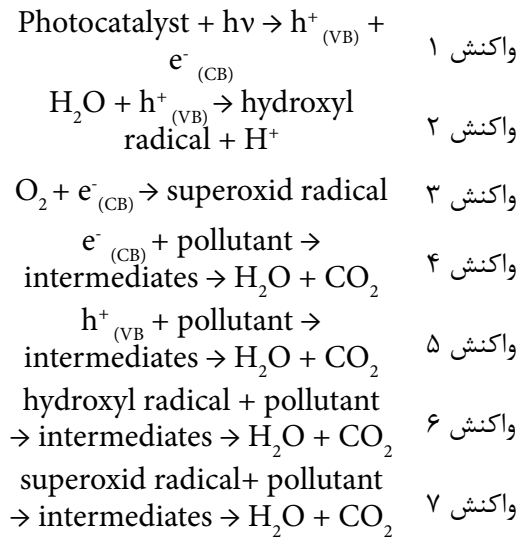 Photocatalyst + hν → h⁺ (VB) +
e⁻ (CB)
واکنش ۱
H₂O + h⁺ (VB) → hydroxyl
radical + H⁺
واکنش ۲
O₂ + e⁻ (CB) → superoxid radical
واکنش ۳
e⁻ (CB) + pollutant →
intermediates → H₂O + CO₂
واکنش ۴
h⁺ (VB + pollutant →
intermediates → H₂O + CO₂
واکنش ۵
hydroxyl radical + pollutant
→ intermediates → H₂O + CO₂
واکنش ۶
superoxid radical+ pollutant
→ intermediates → H₂O + CO₂
واکنش ۷